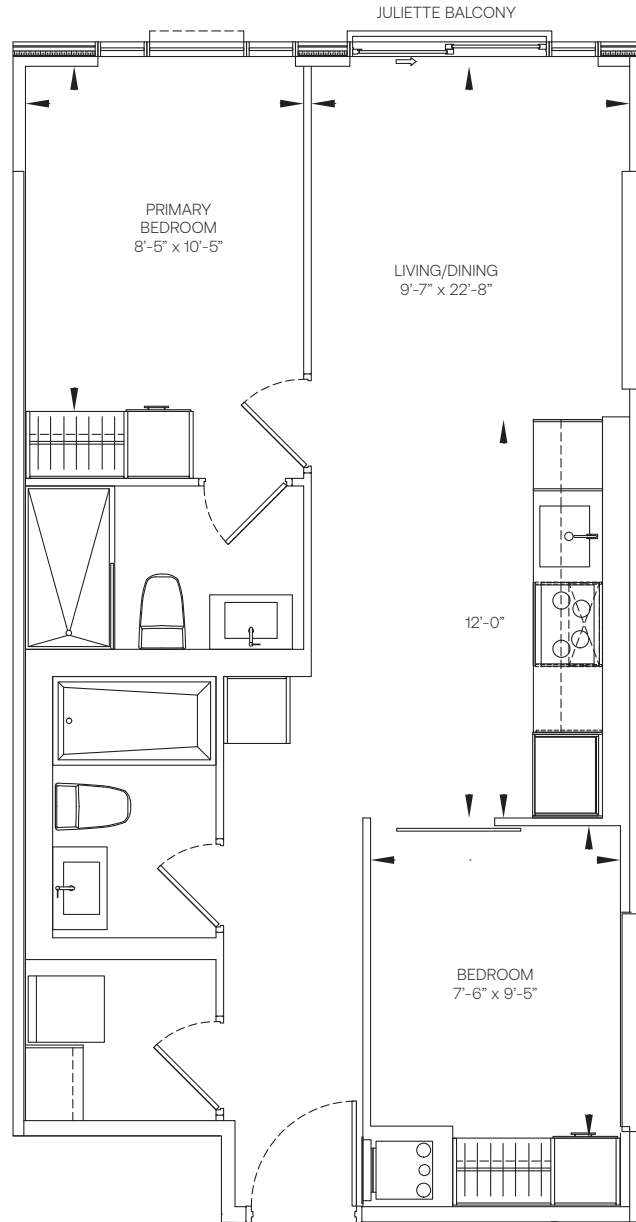 JULIETTE BALCONY
PRIMARY
BEDROOM
8'-5" x 10'-5"
LIVING/DINING
9'-7" x 22'-8"
12'-0"
BEDROOM
7'-6" x 9'-5"